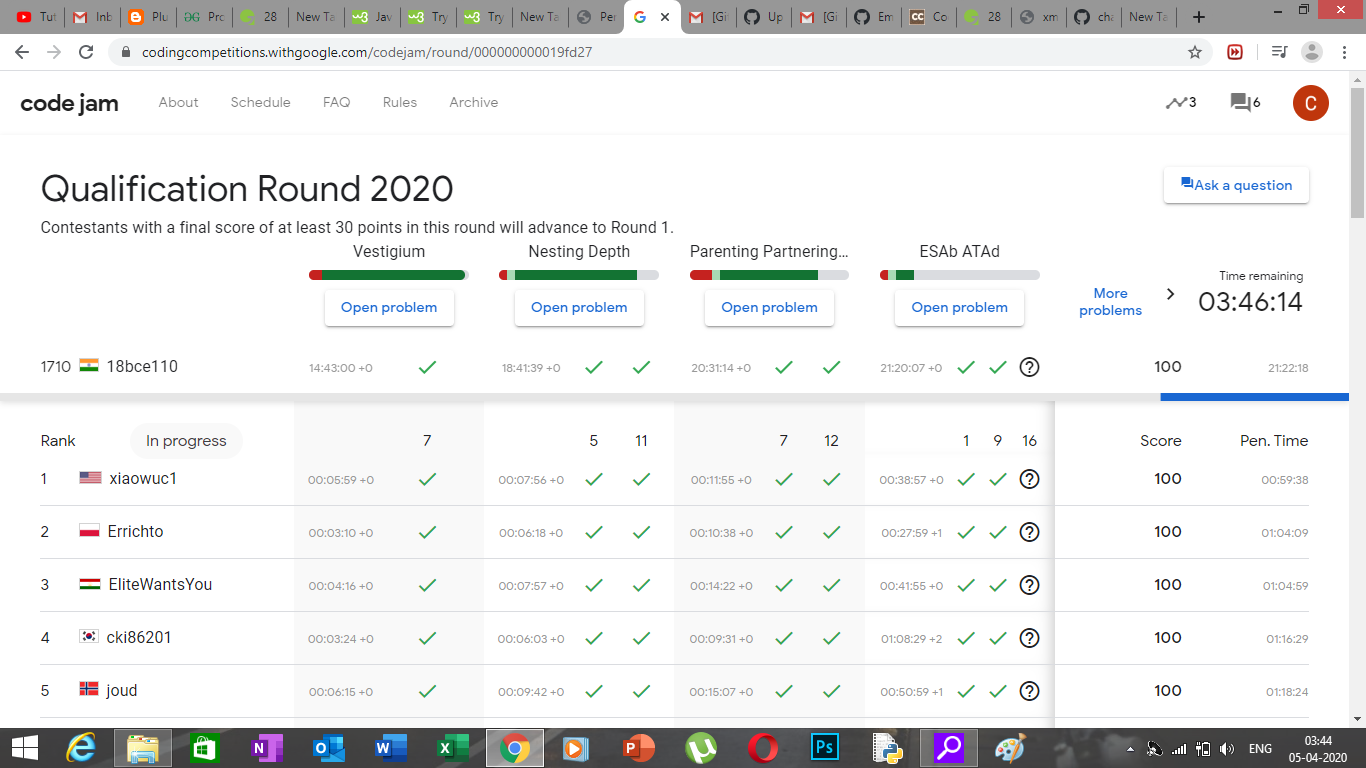 Tut Inb Plu Pro 28 New Ta Jav Try Try New Ta Per [Git Up [Gi Em Co 28 xm cha New Ta
codingcompetitions.withgoogle.com/codejam/round/000000000019fd27
code jam About Schedule FAQ Rules Archive 3 6 C
Qualification Round 2020
Ask a question
Contestants with a final score of at least 30 points in this round will advance to Round 1.
Vestigium Nesting Depth Parenting Partnering... ESAb ATAd
Time remaining
Open problem Open problem Open problem Open problem More problems 03:46:14
1710 18bce110 14:43:00 +0 18:41:39 +0 20:31:14 +0 21:20:07 +0 100 21:22:18
Rank In progress 7 5 11 7 12 1 9 16 Score Pen. Time
1 xiaowuc1 00:05:59 +0 00:07:56 +0 00:11:55 +0 00:38:57 +0 100 00:59:38
2 Errichto 00:03:10 +0 00:06:18 +0 00:10:38 +0 00:27:59 +1 100 01:04:09
3 EliteWantsYou 00:04:16 +0 00:07:57 +0 00:14:22 +0 00:41:55 +0 100 01:04:59
4 cki86201 00:03:24 +0 00:06:03 +0 00:09:31 +0 01:08:29 +2 100 01:16:29
5 joud 00:06:15 +0 00:09:42 +0 00:15:07 +0 00:50:59 +1 100 01:18:24
ENG 03:44
05-04-2020